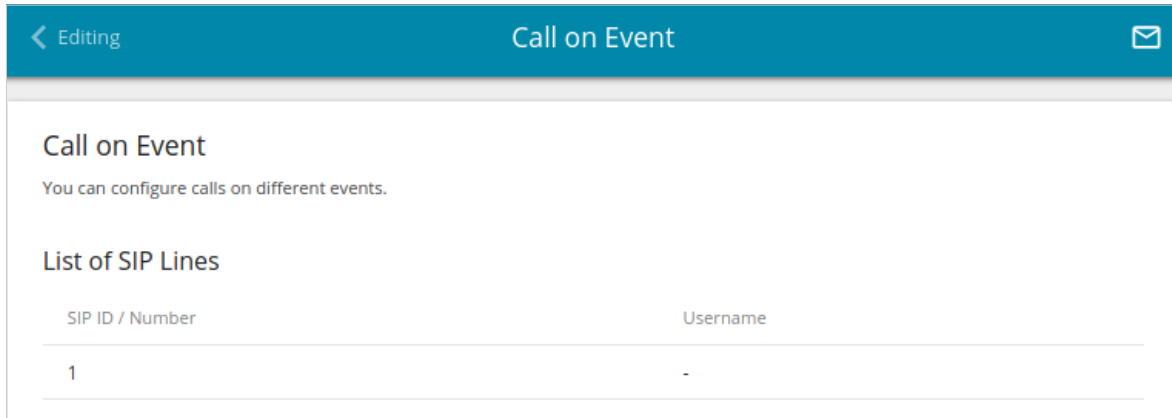 Editing
Call on Event
Call on Event
You can configure calls on different events.
List of SIP Lines
SIP ID / Number Username
1 -